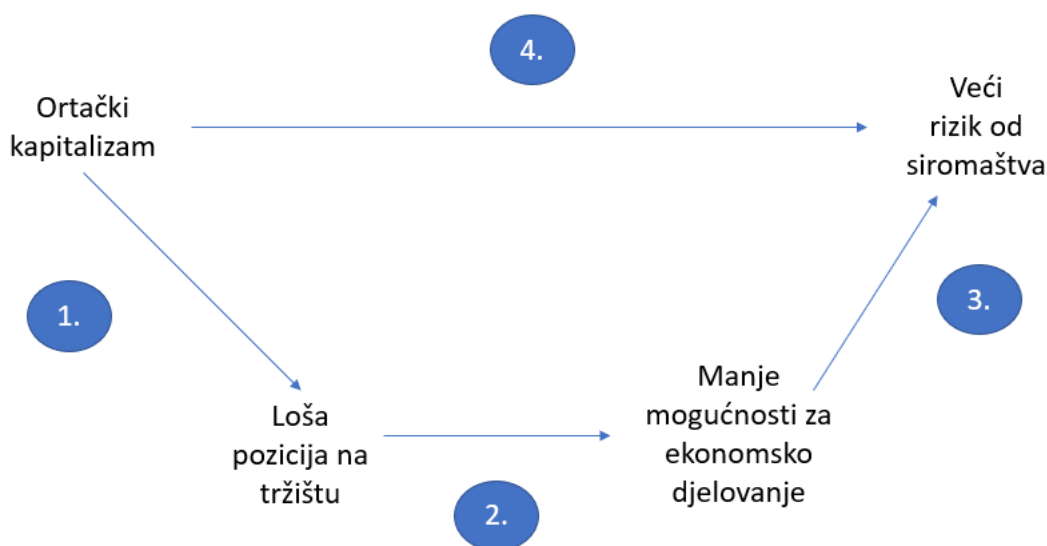 4.
Ortački
kapitalizam
Veći
rizik od
siromaštva
1.
3.
Loša
pozicija na
tržištu
Manje
mogućnosti za
ekonomsko
djelovanje
2.